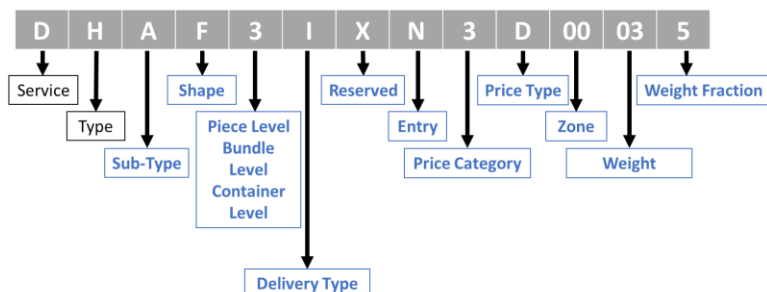 D H A F 3 I X N 3 D 00 03 5
Service
Shape
Reserved
Price Type
Weight Fraction
Type
Piece Level
Bundle
Level
Container
Level
Entry
Zone
Sub-Type
Price Category
Weight
Delivery Type